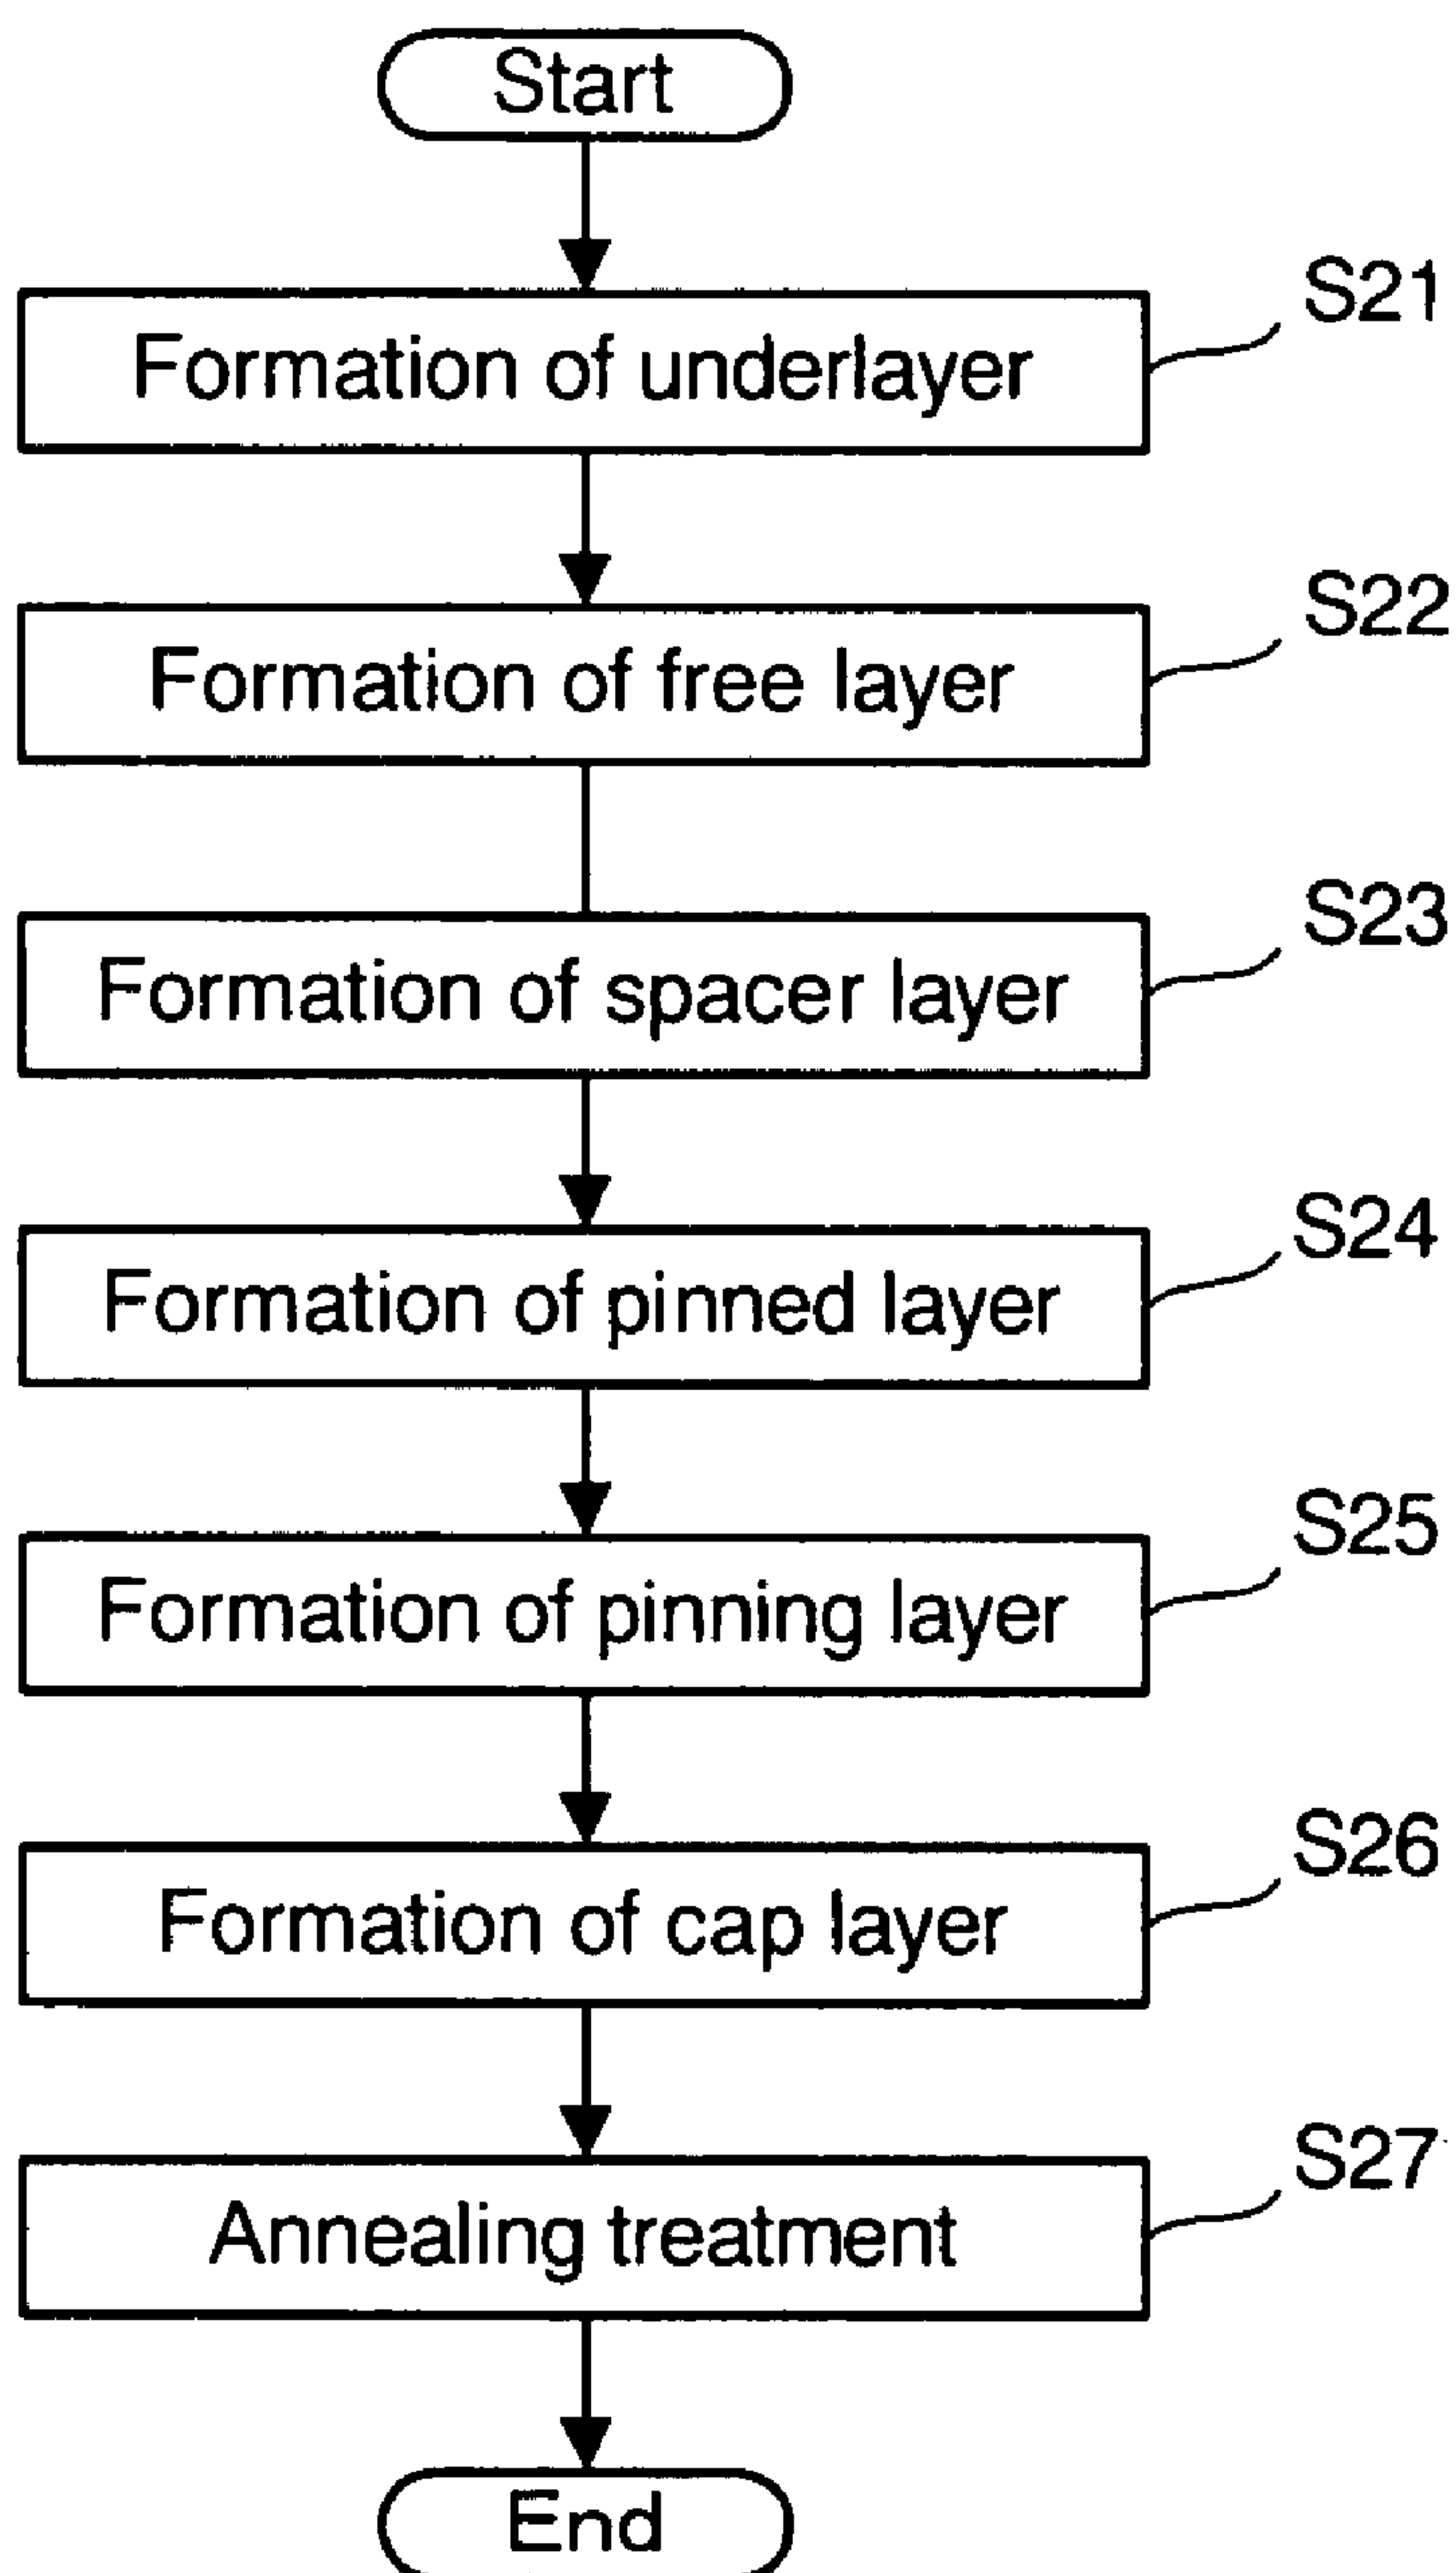 Start
Formation of underlayer
S21
Formation of free layer
S22
Formation of spacer layer
S23
Formation of pinned layer
S24
Formation of pinning layer
S25
Formation of cap layer
S26
Annealing treatment
S27
End